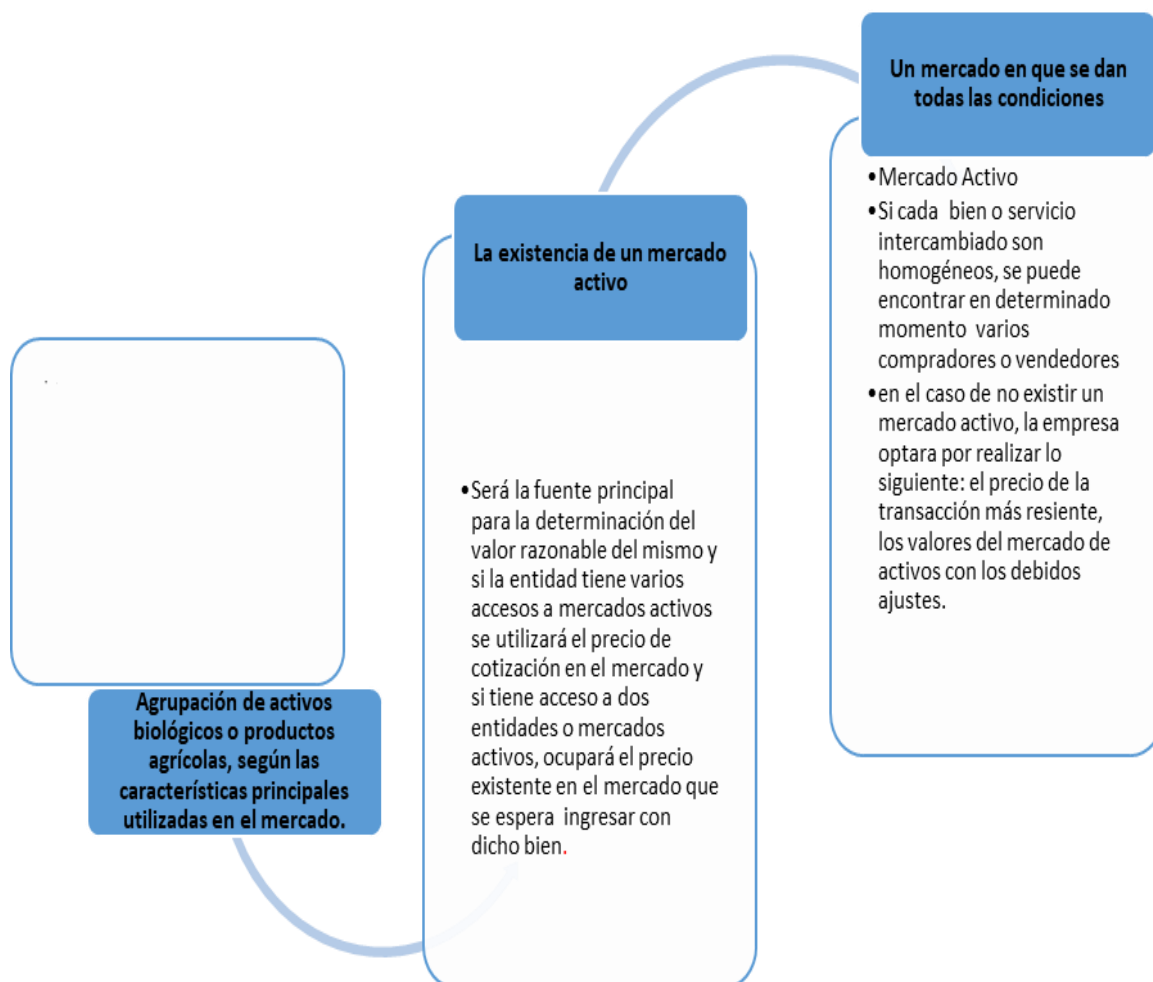 Agrupación de activos
biológicos o productos
agrícolas, según las
características principales
utilizadas en el mercado.
La existencia de un mercado
activo
•Será la fuente principal
para la determinación del
valor razonable del mismo y
si la entidad tiene varios
accesos a mercados activos
se utilizará el precio de
cotización en el mercado y
si tiene acceso a dos
entidades o mercados
activos, ocupará el precio
existente en el mercado que
se espera ingresar con
dicho bien.
Un mercado en que se dan
todas las condiciones
•Mercado Activo
•Si cada bien o servicio
intercambiado son
homogéneos, se puede
encontrar en determinado
momento varios
compradores o vendedores
•en el caso de no existir un
mercado activo, la empresa
optara por realizar lo
siguiente: el precio de la
transacción más resiente,
los valores del mercado de
activos con los debidos
ajustes.